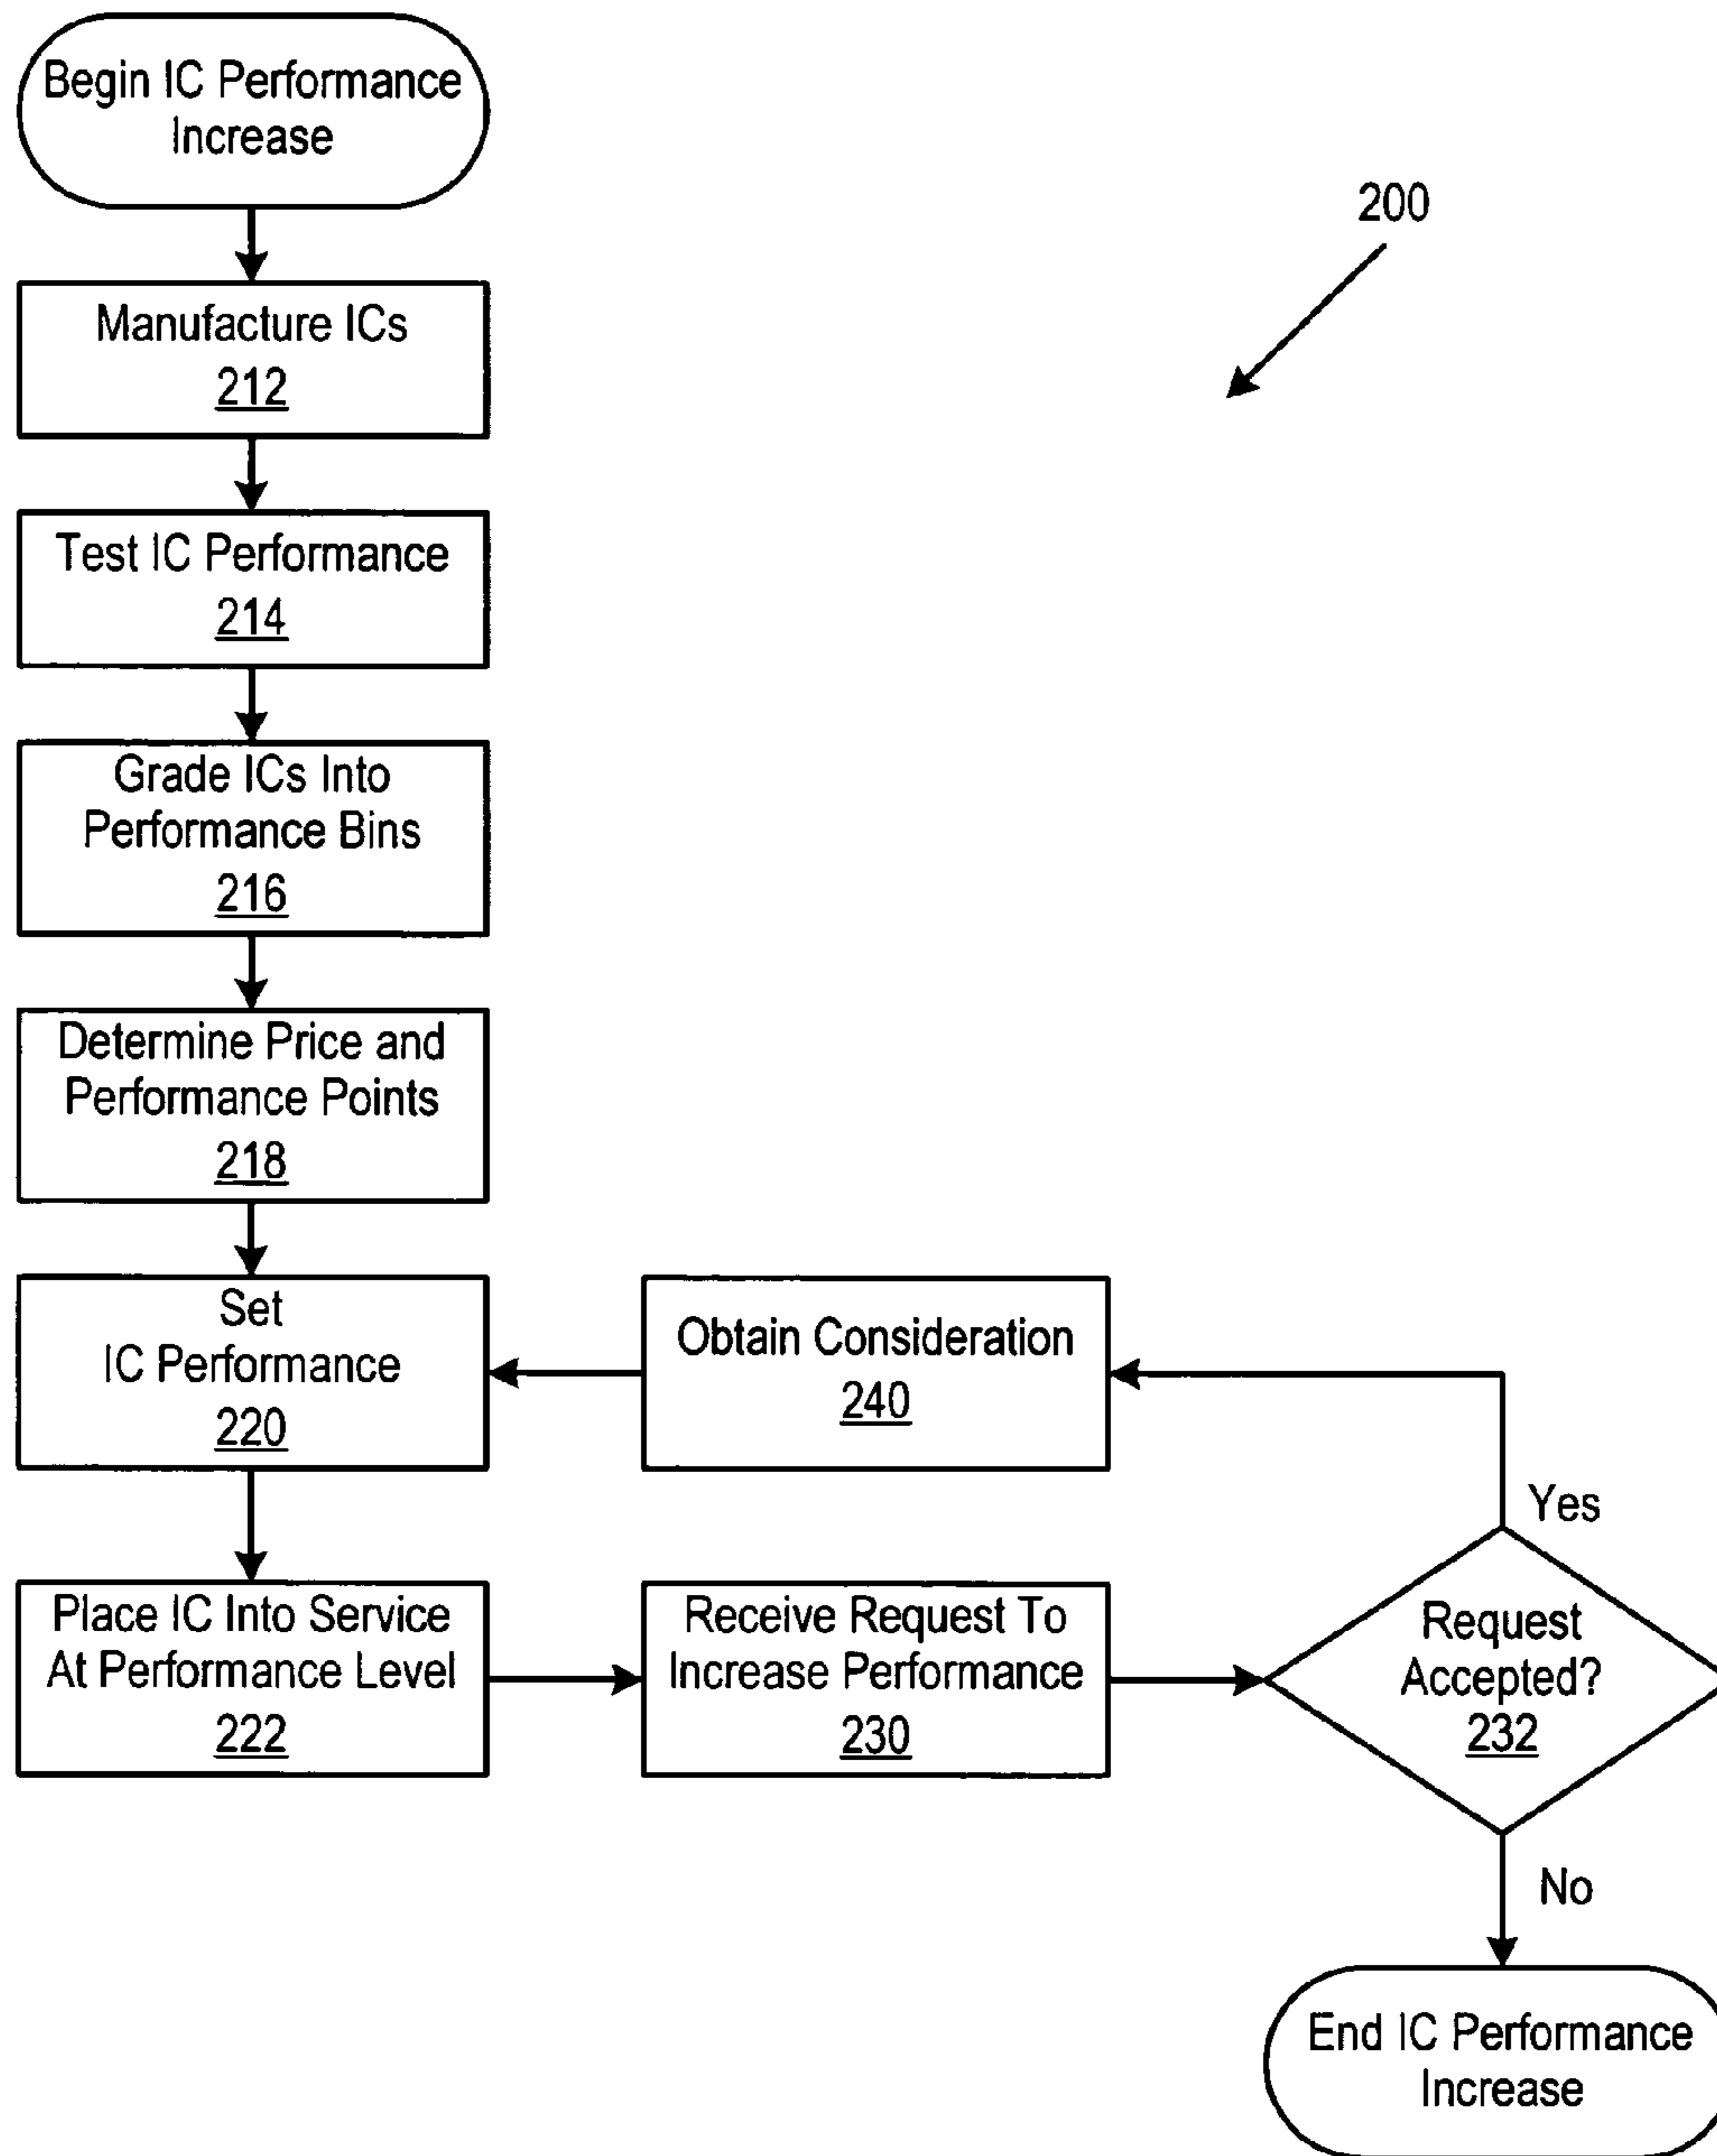 Begin IC Performance
Increase
200
Manufacture ICs
212
Test IC Performance
214
Grade ICs Into
Performance Bins
216
Determine Price and
Performance Points
218
Set
IC Performance
220
Obtain Consideration
240
Yes
Place IC Into Service
At Performance Level
222
Receive Request To
Increase Performance
230
Request
Accepted?
232
No
End IC Performance
Increase